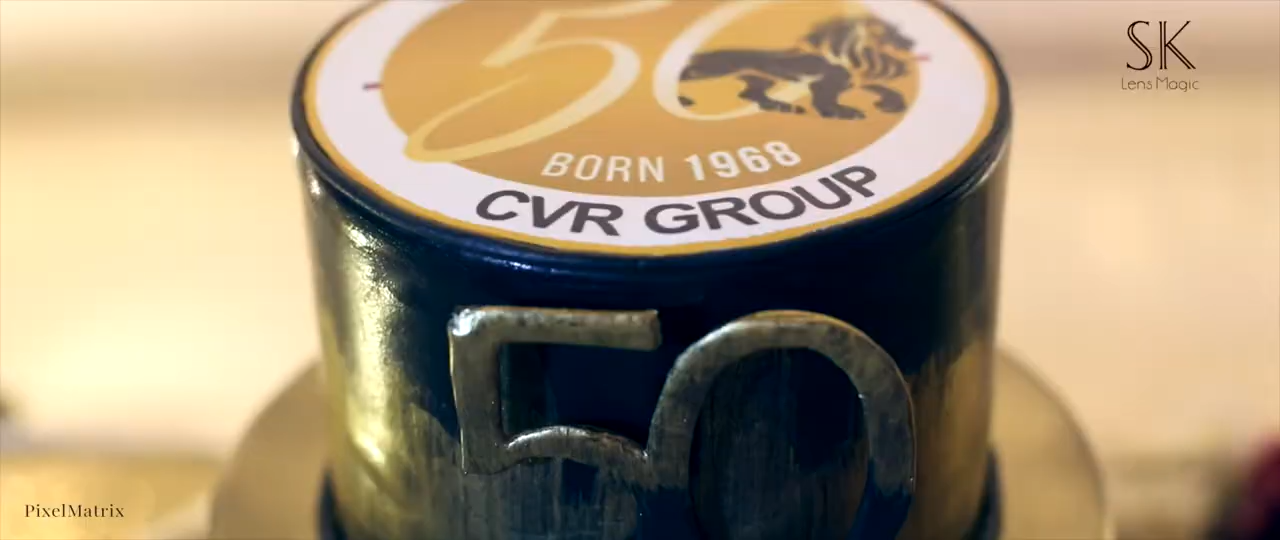 SK
Lens Magic
50
BORN 1968
CVR GROUP
50
PixelMatrix